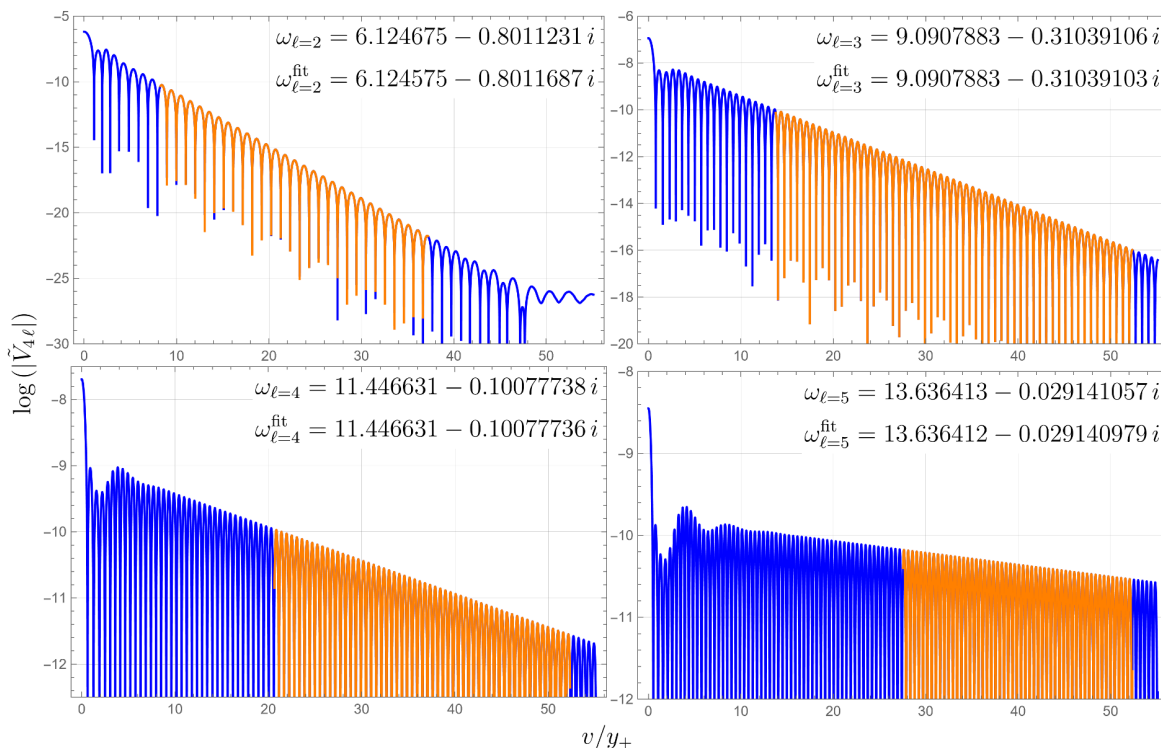 ω_{ℓ=2} = 6.124675 − 0.8011231 i
ω^{fit}_{ℓ=2} = 6.124575 − 0.8011687 i
-5
-10
-15
-20
-25
-30
0 10 20 30 40 50
ω_{ℓ=3} = 9.0907883 − 0.31039106 i
ω^{fit}_{ℓ=3} = 9.0907883 − 0.31039103 i
-6
-8
-10
-12
-14
-16
-18
-20
0 10 20 30 40 50
log (|Ṽ_{4ℓ}|)
ω_{ℓ=4} = 11.446631 − 0.10077738 i
ω^{fit}_{ℓ=4} = 11.446631 − 0.10077736 i
-8
-9
-10
-11
-12
0 10 20 30 40 50
ω_{ℓ=5} = 13.636413 − 0.029141057 i
ω^{fit}_{ℓ=5} = 13.636412 − 0.029140979 i
-8
-9
-10
-11
-12
0 10 20 30 40 50
v/y_+